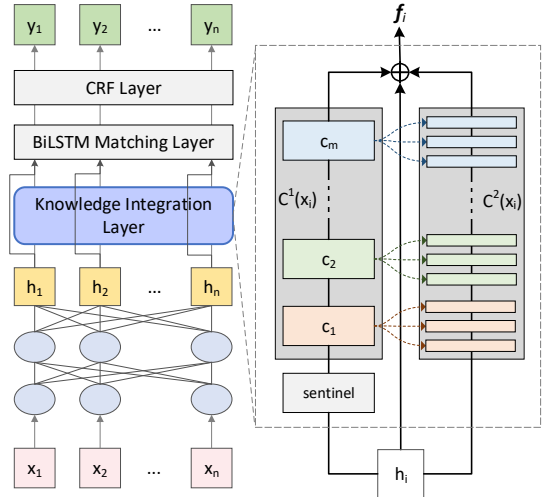 y1 y2 ... yn
CRF Layer
BiLSTM Matching Layer
Knowledge Integration
Layer
h1 h2 ... hn
x1 x2 ... xn
fi
cm
C1(xi)
C2(xi)
c2
c1
sentinel
hi